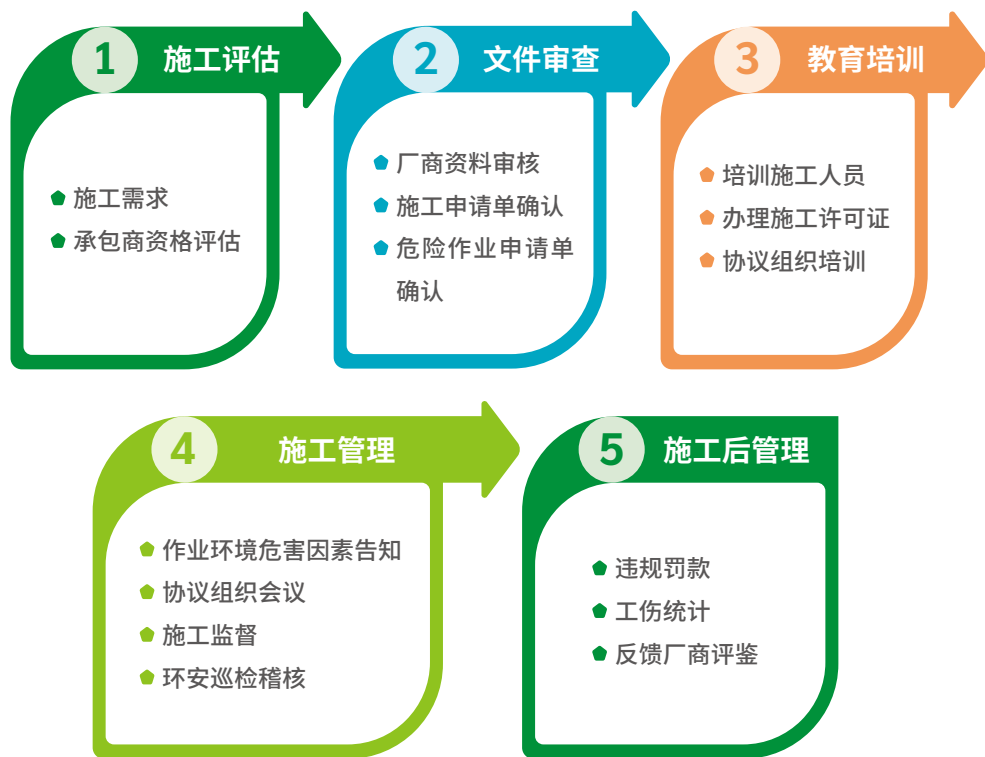 1 施工评估
施工需求
承包商资格评估
2 文件审查
厂商资料审核
施工申请单确认
危险作业申请单
确认
3 教育培训
培训施工人员
办理施工许可证
协议组织培训
4 施工管理
作业环境危害因素告知
协议组织会议
施工监督
环安巡检稽核
5 施工后管理
违规罚款
工伤统计
反馈厂商评鉴